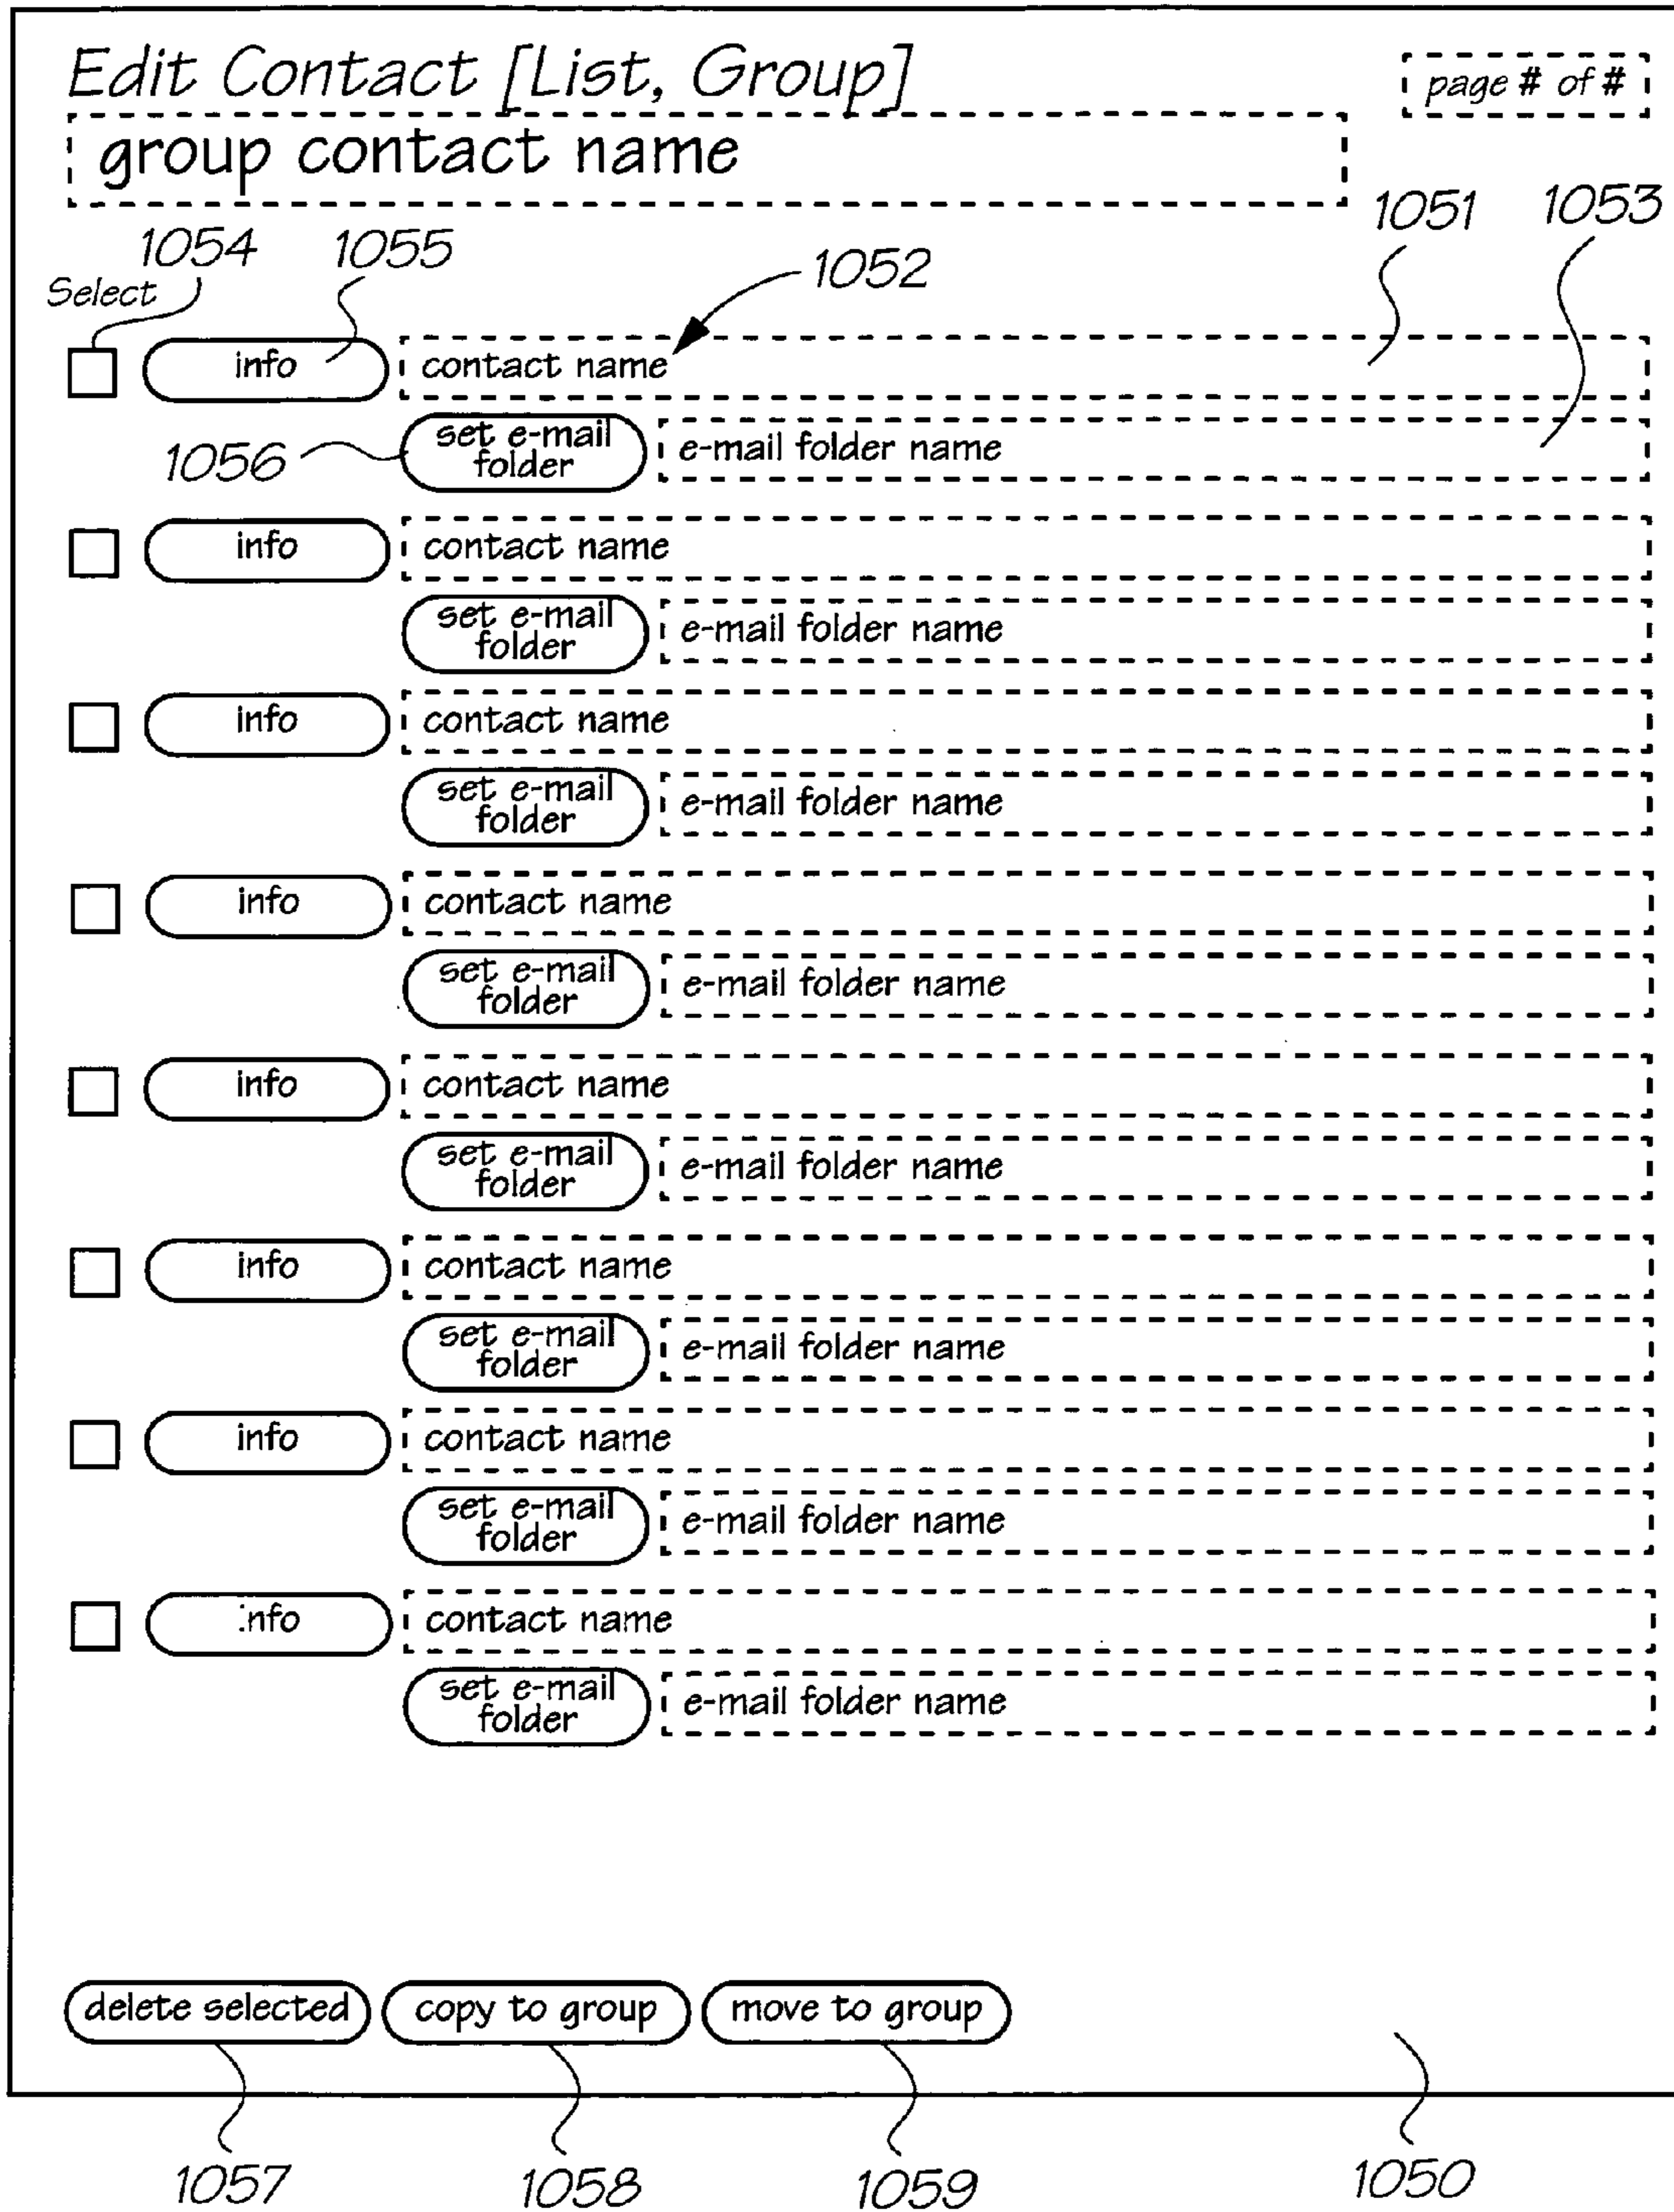 Edit Contact [List, Group]
page # of #
group contact name
1051 1053
1054 1055 1052
Select
info contact name
1056 set e-mail folder e-mail folder name
info contact name
set e-mail folder e-mail folder name
info contact name
set e-mail folder e-mail folder name
info contact name
set e-mail folder e-mail folder name
info contact name
set e-mail folder e-mail folder name
info contact name
set e-mail folder e-mail folder name
info contact name
set e-mail folder e-mail folder name
info contact name
set e-mail folder e-mail folder name
delete selected copy to group move to group
1057 1058 1059 1050